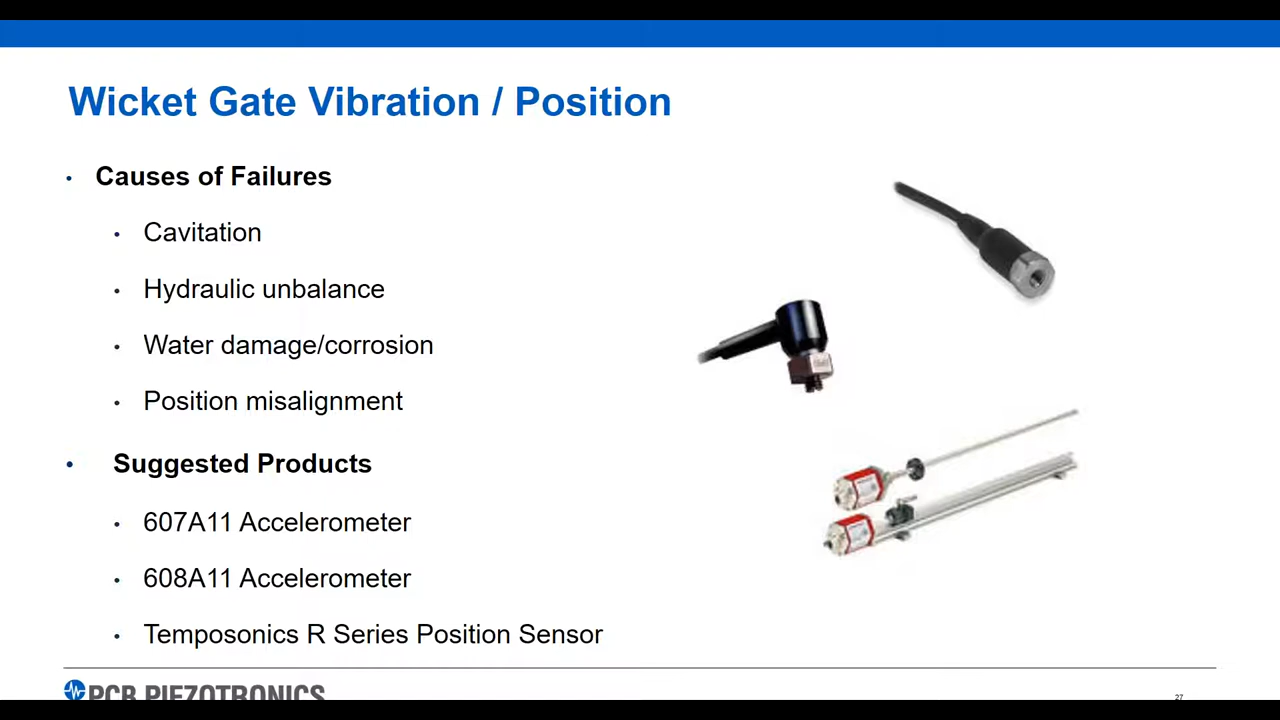 Wicket Gate Vibration / Position
• Causes of Failures
• Cavitation
• Hydraulic unbalance
• Water damage/corrosion
• Position misalignment
• Suggested Products
• 607A11 Accelerometer
• 608A11 Accelerometer
• Temposonics R Series Position Sensor
PCB PIEZOTRONICS
27